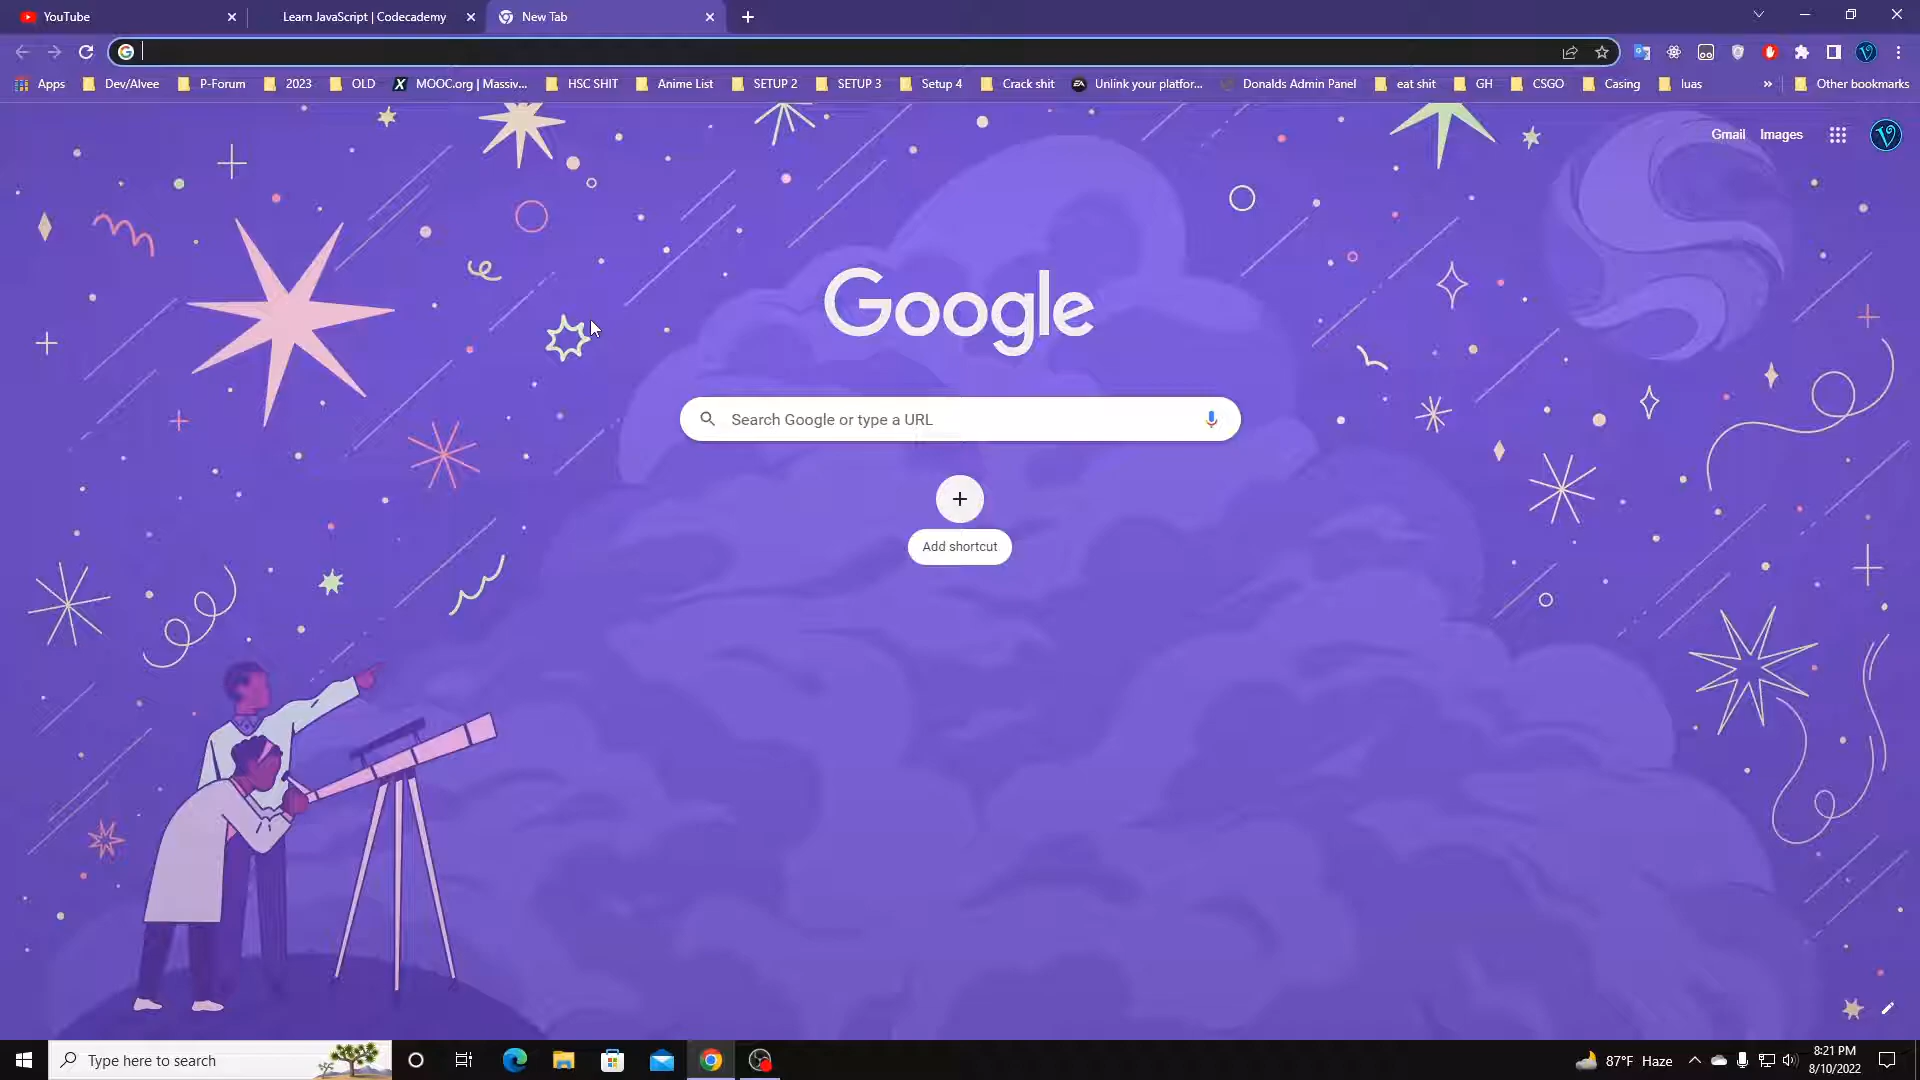 YouTube
Learn JavaScript | Codecademy
New Tab
Apps
Dev/Alvee
P-Forum
2023
OLD
MOOC.org | Massiv...
HSC SHIT
Anime List
SETUP 2
SETUP 3
Setup 4
Crack shit
Unlink your platfor...
Donalds Admin Panel
eat shit
GH
CSGO
Casing
luas
»
Other bookmarks
Gmail
Images
Google
Search Google or type a URL
Add shortcut
Type here to search
87°F Haze
8:21 PM
8/10/2022